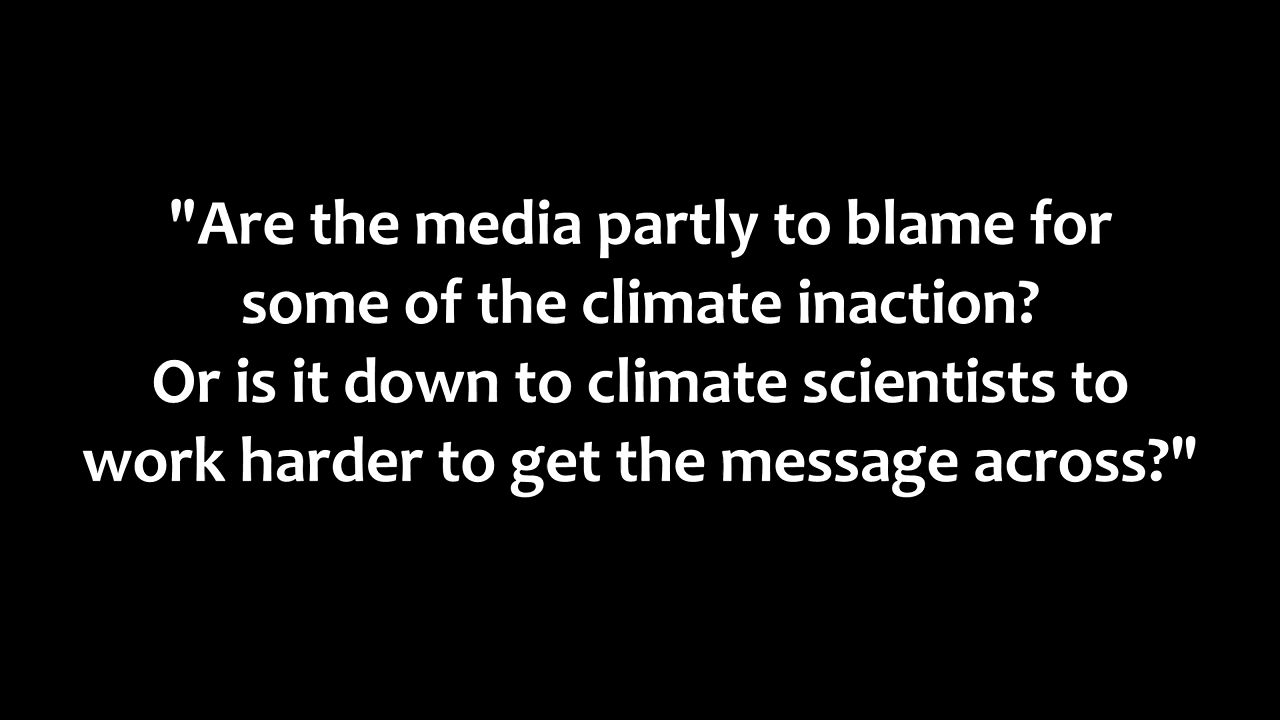 "Are the media partly to blame for
some of the climate inaction?
Or is it down to climate scientists to
work harder to get the message across?"